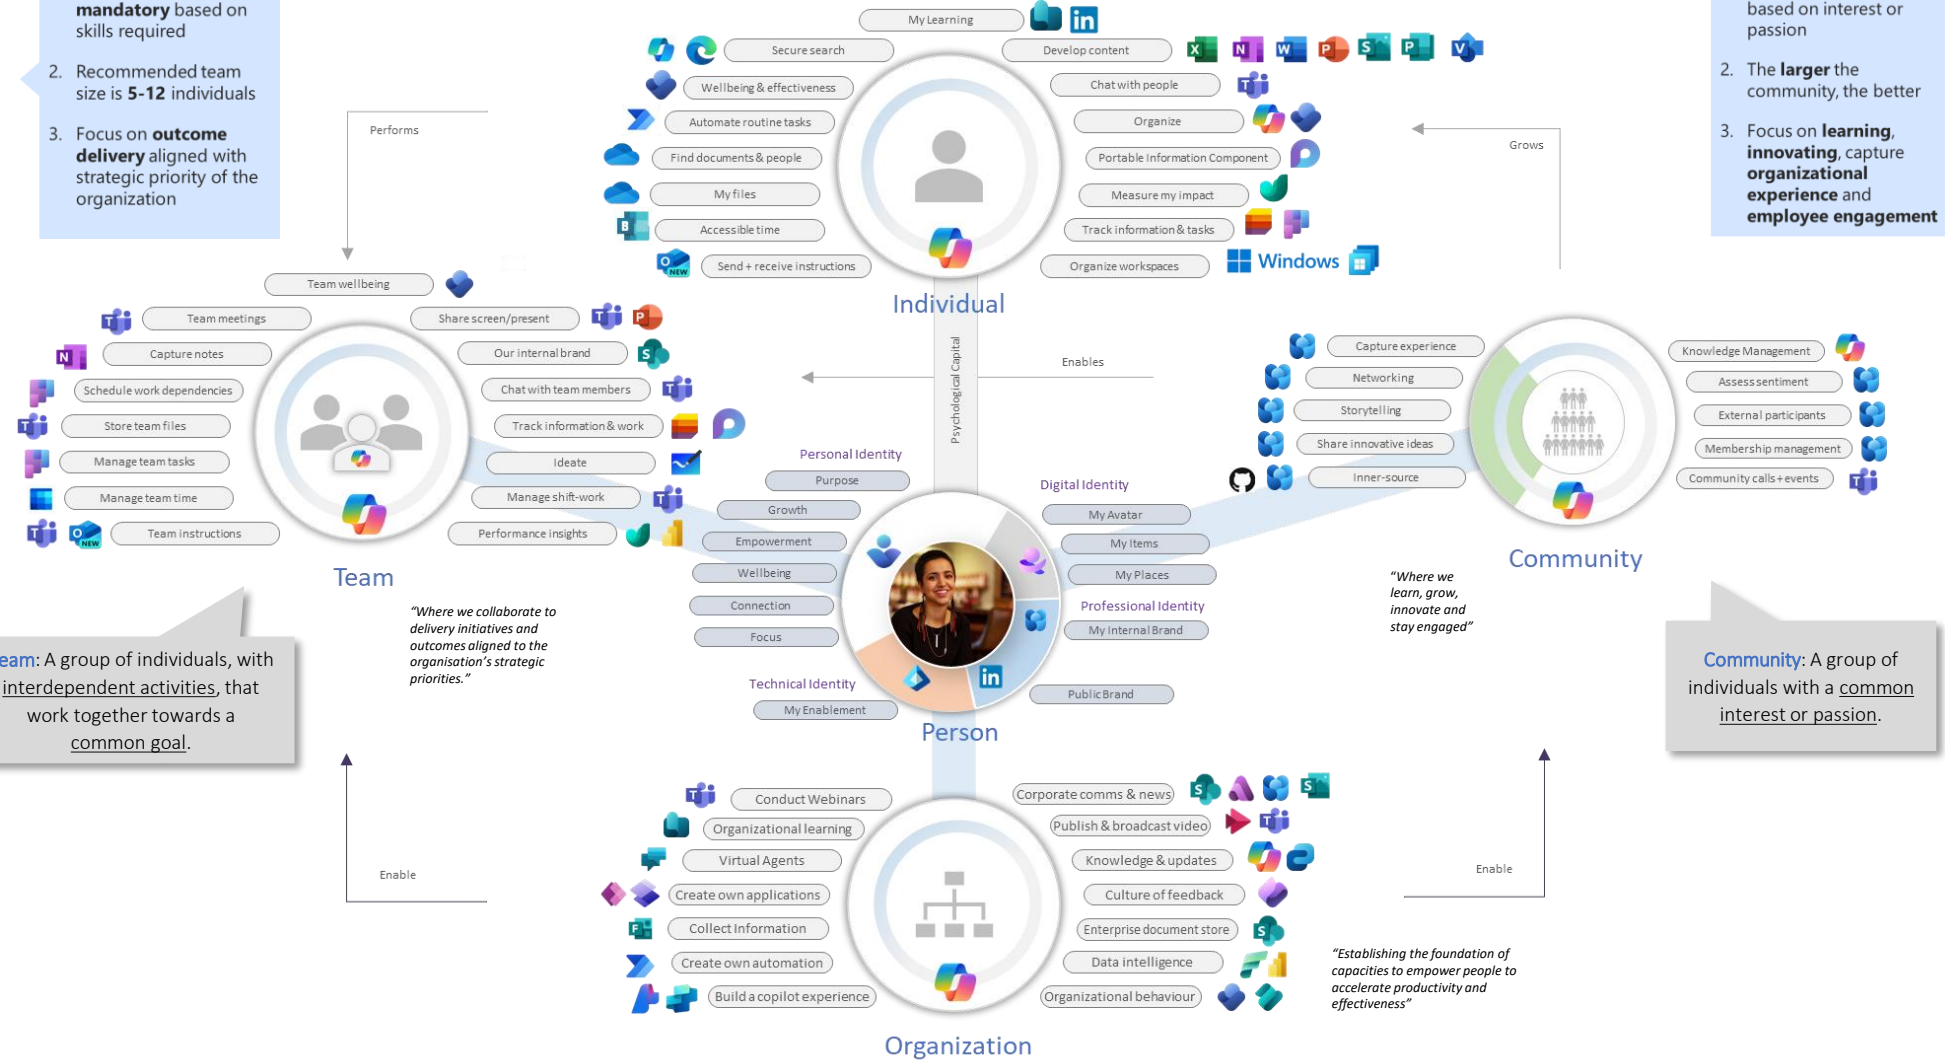 mandatory based on
skills required
2. Recommended team
size is 5-12 individuals
3. Focus on outcome
delivery aligned with
strategic priority of the
organization
based on interest or
passion
2. The larger the
community, the better
3. Focus on learning,
innovating, capture
organizational
experience and
employee engagement
My Learning
Secure search
Develop content
Wellbeing & effectiveness
Chat with people
Automate routine tasks
Organize
Find documents & people
Portable Information Component
My files
Measure my impact
Accessible time
Track information & tasks
Send + receive instructions
Organize workspaces
Windows
Individual
Performs
Grows
Enables
Psychological Capital
Team wellbeing
Team meetings
Share screen/present
Capture notes
Our internal brand
Schedule work dependencies
Chat with team members
Store team files
Track information & work
Manage team tasks
Ideate
Manage team time
Manage shift-work
Team instructions
Performance insights
Team
"Where we collaborate to
delivery initiatives and
outcomes aligned to the
organisation's strategic
priorities."
eam: A group of individuals, with
interdependent activities, that
work together towards a
common goal.
Capture experience
Knowledge Management
Networking
Assess sentiment
Storytelling
External participants
Share innovative ideas
Membership management
Inner-source
Community calls + events
Community
"Where we
learn, grow,
innovate and
stay engaged"
Community: A group of
individuals with a common
interest or passion.
Personal Identity
Purpose
Growth
Empowerment
Wellbeing
Connection
Focus
Technical Identity
My Enablement
Digital Identity
My Avatar
My Items
My Places
Professional Identity
My Internal Brand
Public Brand
Person
Enable
Enable
Conduct Webinars
Corporate comms & news
Organizational learning
Publish & broadcast video
Virtual Agents
Knowledge & updates
Create own applications
Culture of feedback
Collect Information
Enterprise document store
Create own automation
Data intelligence
Build a copilot experience
Organizational behaviour
Organization
"Establishing the foundation of
capacities to empower people to
accelerate productivity and
effectiveness"